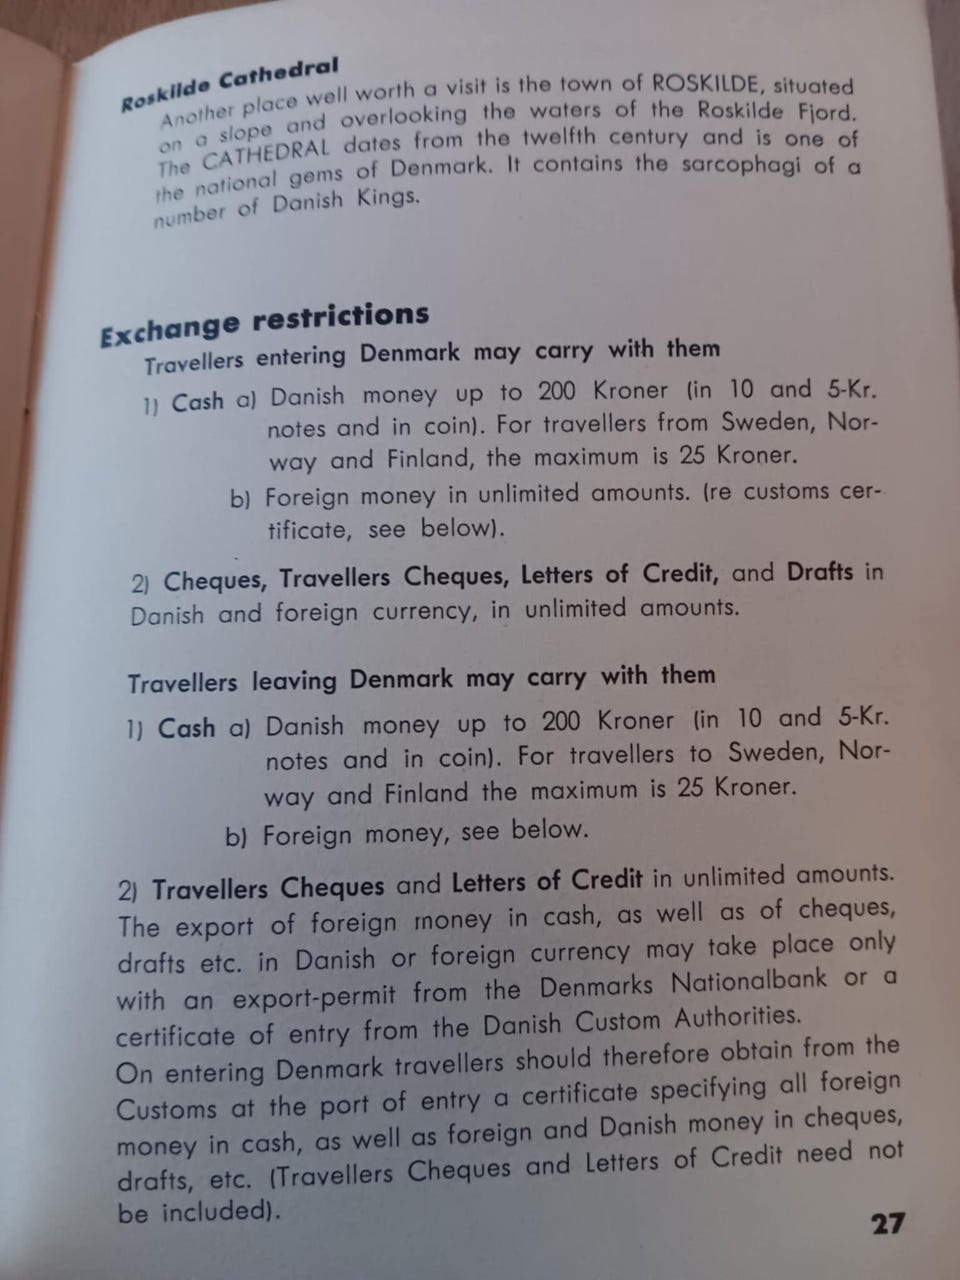 Roskilde Cathedral
Another place well worth a visit is the town of ROSKILDE, situated
on a slope and overlooking the waters of the Roskilde Fjord.
The CATHEDRAL dates from the twelfth century and is one of
the national gems of Denmark. It contains the sarcophagi of a
number of Danish Kings.
Exchange restrictions
Travellers entering Denmark may carry with them
1) Cash a) Danish money up to 200 Kroner (in 10 and 5-Kr.
notes and in coin). For travellers from Sweden, Nor-
way and Finland, the maximum is 25 Kroner.
b) Foreign money in unlimited amounts. (re customs cer-
tificate, see below).
2) Cheques, Travellers Cheques, Letters of Credit, and Drafts in
Danish and foreign currency, in unlimited amounts.
Travellers leaving Denmark may carry with them
1) Cash a) Danish money up to 200 Kroner (in 10 and 5-Kr.
notes and in coin). For travellers to Sweden, Nor-
way and Finland the maximum is 25 Kroner.
b) Foreign money, see below.
2) Travellers Cheques and Letters of Credit in unlimited amounts.
The export of foreign money in cash, as well as of cheques,
drafts etc. in Danish or foreign currency may take place only
with an export-permit from the Denmarks Nationalbank or a
certificate of entry from the Danish Custom Authorities.
On entering Denmark travellers should therefore obtain from the
Customs at the port of entry a certificate specifying all foreign
money in cash, as well as foreign and Danish money in cheques,
drafts, etc. (Travellers Cheques and Letters of Credit need not
be included).
27